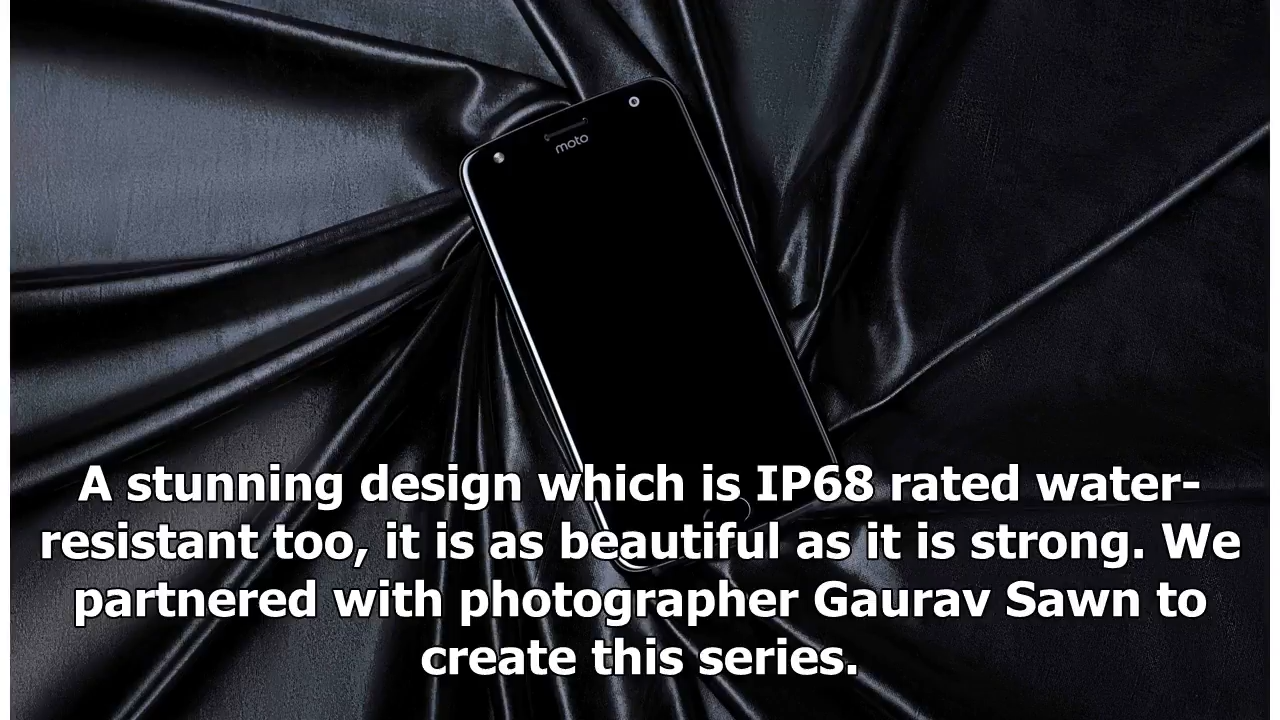 moto
A stunning design which is IP68 rated water-
resistant too, it is as beautiful as it is strong. We
partnered with photographer Gaurav Sawn to
create this series.